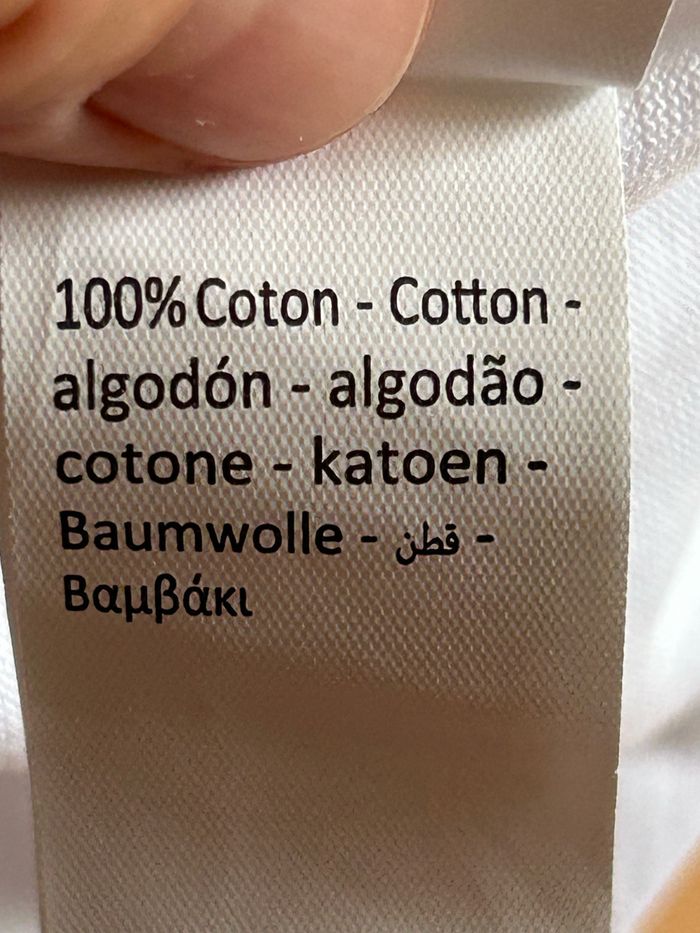 100% Coton - Cotton -
algodón - algodão -
cotone - katoen -
Baumwolle - قطن -
Βαμβάκι